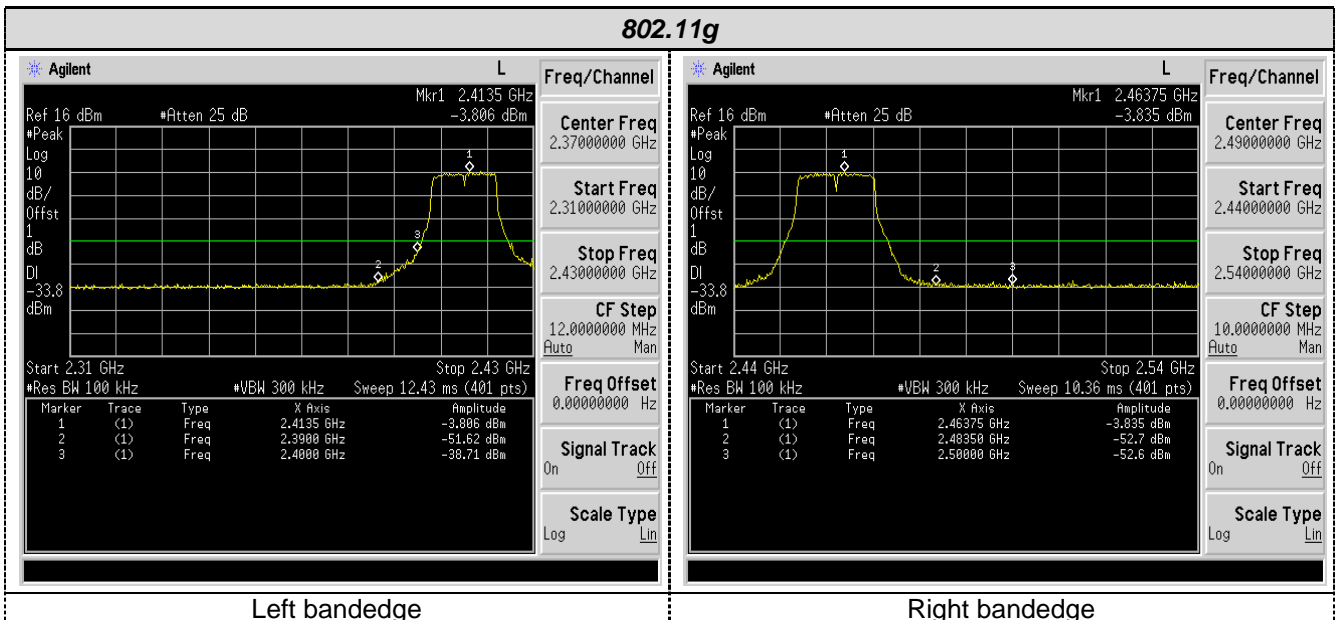 802.11g
Agilent L
Mkr1 2.4135 GHz
Ref 16 dBm #Atten 25 dB -3.806 dBm
#Peak
Log
10
dB/
Offst
1
dB
DI
-33.8
dBm
1
2
3
Start 2.31 GHz Stop 2.43 GHz
#Res BW 100 kHz #VBW 300 kHz Sweep 12.43 ms (401 pts)
Marker Trace Type X Axis Amplitude
1 (1) Freq 2.4135 GHz -3.806 dBm
2 (1) Freq 2.3900 GHz -51.62 dBm
3 (1) Freq 2.4000 GHz -38.71 dBm
Freq/Channel
Center Freq
2.37000000 GHz
Start Freq
2.31000000 GHz
Stop Freq
2.43000000 GHz
CF Step
12.0000000 MHz
Auto Man
Freq Offset
0.00000000 Hz
Signal Track
On Off
Scale Type
Log Lin
Left bandedge
Agilent L
Mkr1 2.46375 GHz
Ref 16 dBm #Atten 25 dB -3.835 dBm
#Peak
Log
10
dB/
Offst
1
dB
DI
-33.8
dBm
1
2
3
Start 2.44 GHz Stop 2.54 GHz
#Res BW 100 kHz #VBW 300 kHz Sweep 10.36 ms (401 pts)
Marker Trace Type X Axis Amplitude
1 (1) Freq 2.46375 GHz -3.835 dBm
2 (1) Freq 2.48350 GHz -52.7 dBm
3 (1) Freq 2.50000 GHz -52.6 dBm
Freq/Channel
Center Freq
2.49000000 GHz
Start Freq
2.44000000 GHz
Stop Freq
2.54000000 GHz
CF Step
10.0000000 MHz
Auto Man
Freq Offset
0.00000000 Hz
Signal Track
On Off
Scale Type
Log Lin
Right bandedge